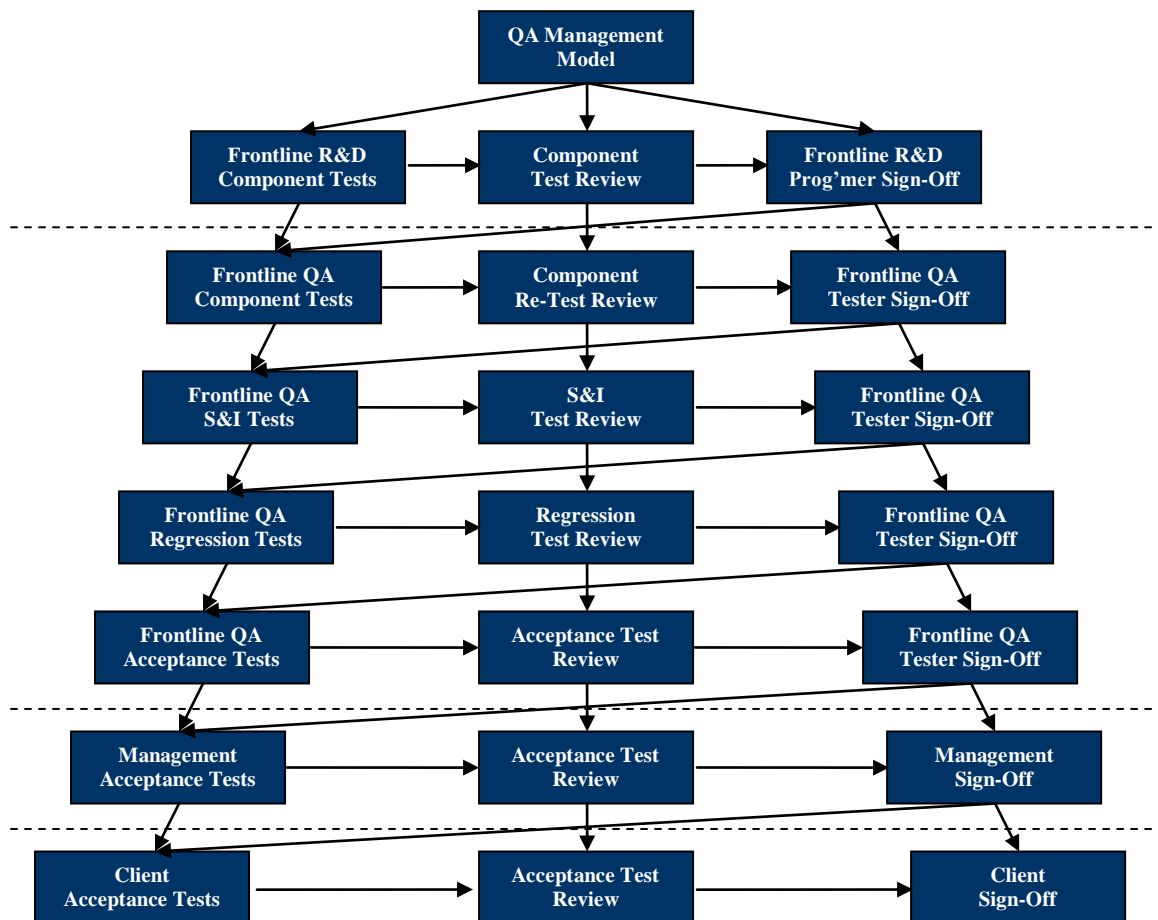 QA Management
Model
Frontline R&D
Component Tests
Component
Test Review
Frontline R&D
Prog’mer Sign-Off
Frontline QA
Component Tests
Component
Re-Test Review
Frontline QA
Tester Sign-Off
Frontline QA
S&I Tests
S&I
Test Review
Frontline QA
Tester Sign-Off
Frontline QA
Regression Tests
Regression
Test Review
Frontline QA
Tester Sign-Off
Frontline QA
Acceptance Tests
Acceptance Test
Review
Frontline QA
Tester Sign-Off
Management
Acceptance Tests
Acceptance Test
Review
Management
Sign-Off
Client
Acceptance Tests
Acceptance Test
Review
Client
Sign-Off